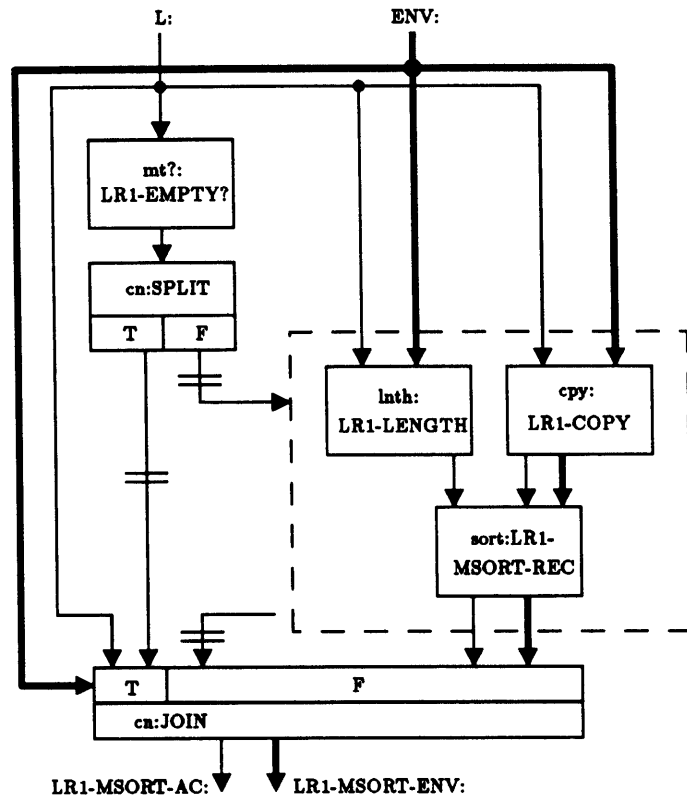 L: ENV:
mt?:
LR1-EMPTY?
cn:SPLIT
T F
lnth:
LR1-LENGTH
cpy:
LR1-COPY
sort:LR1-
MSORT-REC
T F
cn:JOIN
LR1-MSORT-AC: LR1-MSORT-ENV: